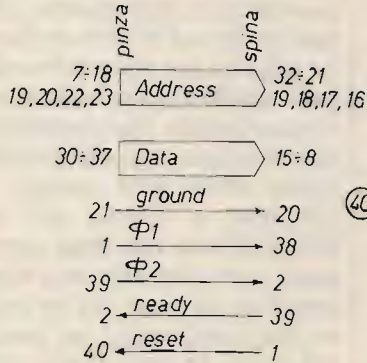 pinza spina
7÷18 Address 32÷21
19,20,22,23 19,18,17,16
30÷37 Data 15÷8
ground
21 20
40
Φ1
1 38
Φ2
39 2
ready
2 39
reset
40 1